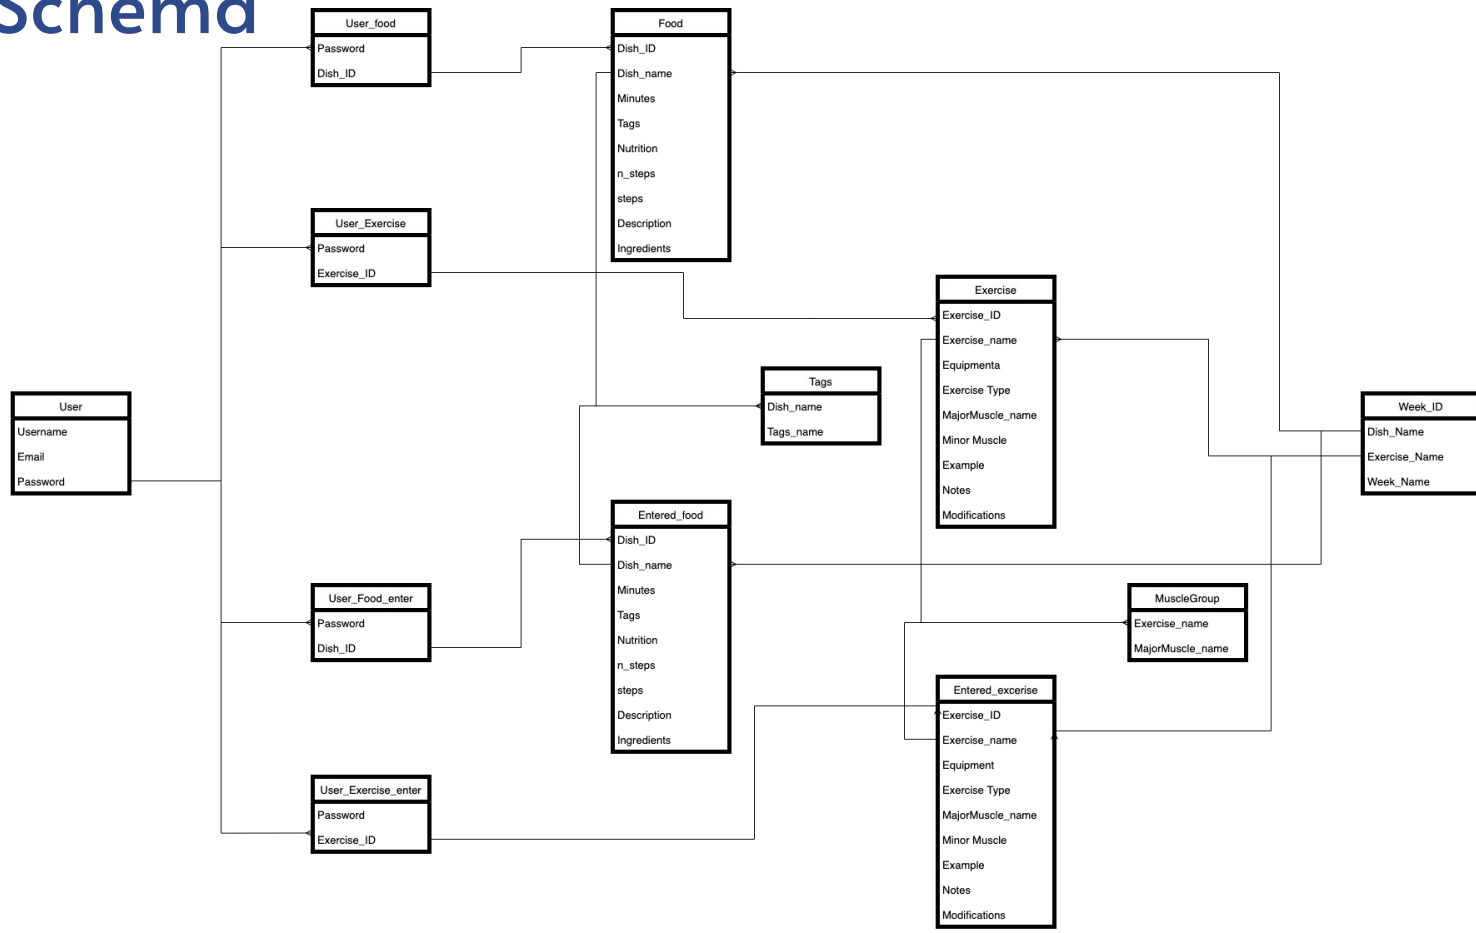 Schema
User_food
Password
Dish_ID
Food
Dish_ID
Dish_name
Minutes
Tags
Nutrition
n_steps
steps
Description
Ingredients
User_Exercise
Password
Exercise_ID
Exercise
Exercise_ID
Exercise_name
Equipmenta
Exercise Type
MajorMuscle_name
Minor Muscle
Example
Notes
Modifications
Tags
Dish_name
Tags_name
User
Username
Email
Password
Week_ID
Dish_Name
Exercise_Name
Week_Name
Entered_food
Dish_ID
Dish_name
Minutes
Tags
Nutrition
n_steps
steps
Description
Ingredients
User_Food_enter
Password
Dish_ID
MuscleGroup
Exercise_name
MajorMuscle_name
Entered_excerise
Exercise_ID
Exercise_name
Equipment
Exercise Type
MajorMuscle_name
Minor Muscle
Example
Notes
Modifications
User_Exercise_enter
Password
Exercise_ID